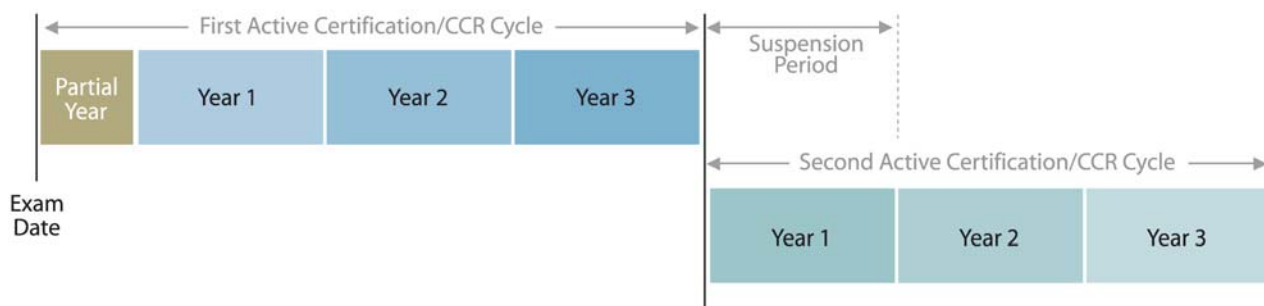 First Active Certification/CCR Cycle
Suspension
Period
Partial
Year
Year 1
Year 2
Year 3
Exam
Date
Second Active Certification/CCR Cycle
Year 1
Year 2
Year 3